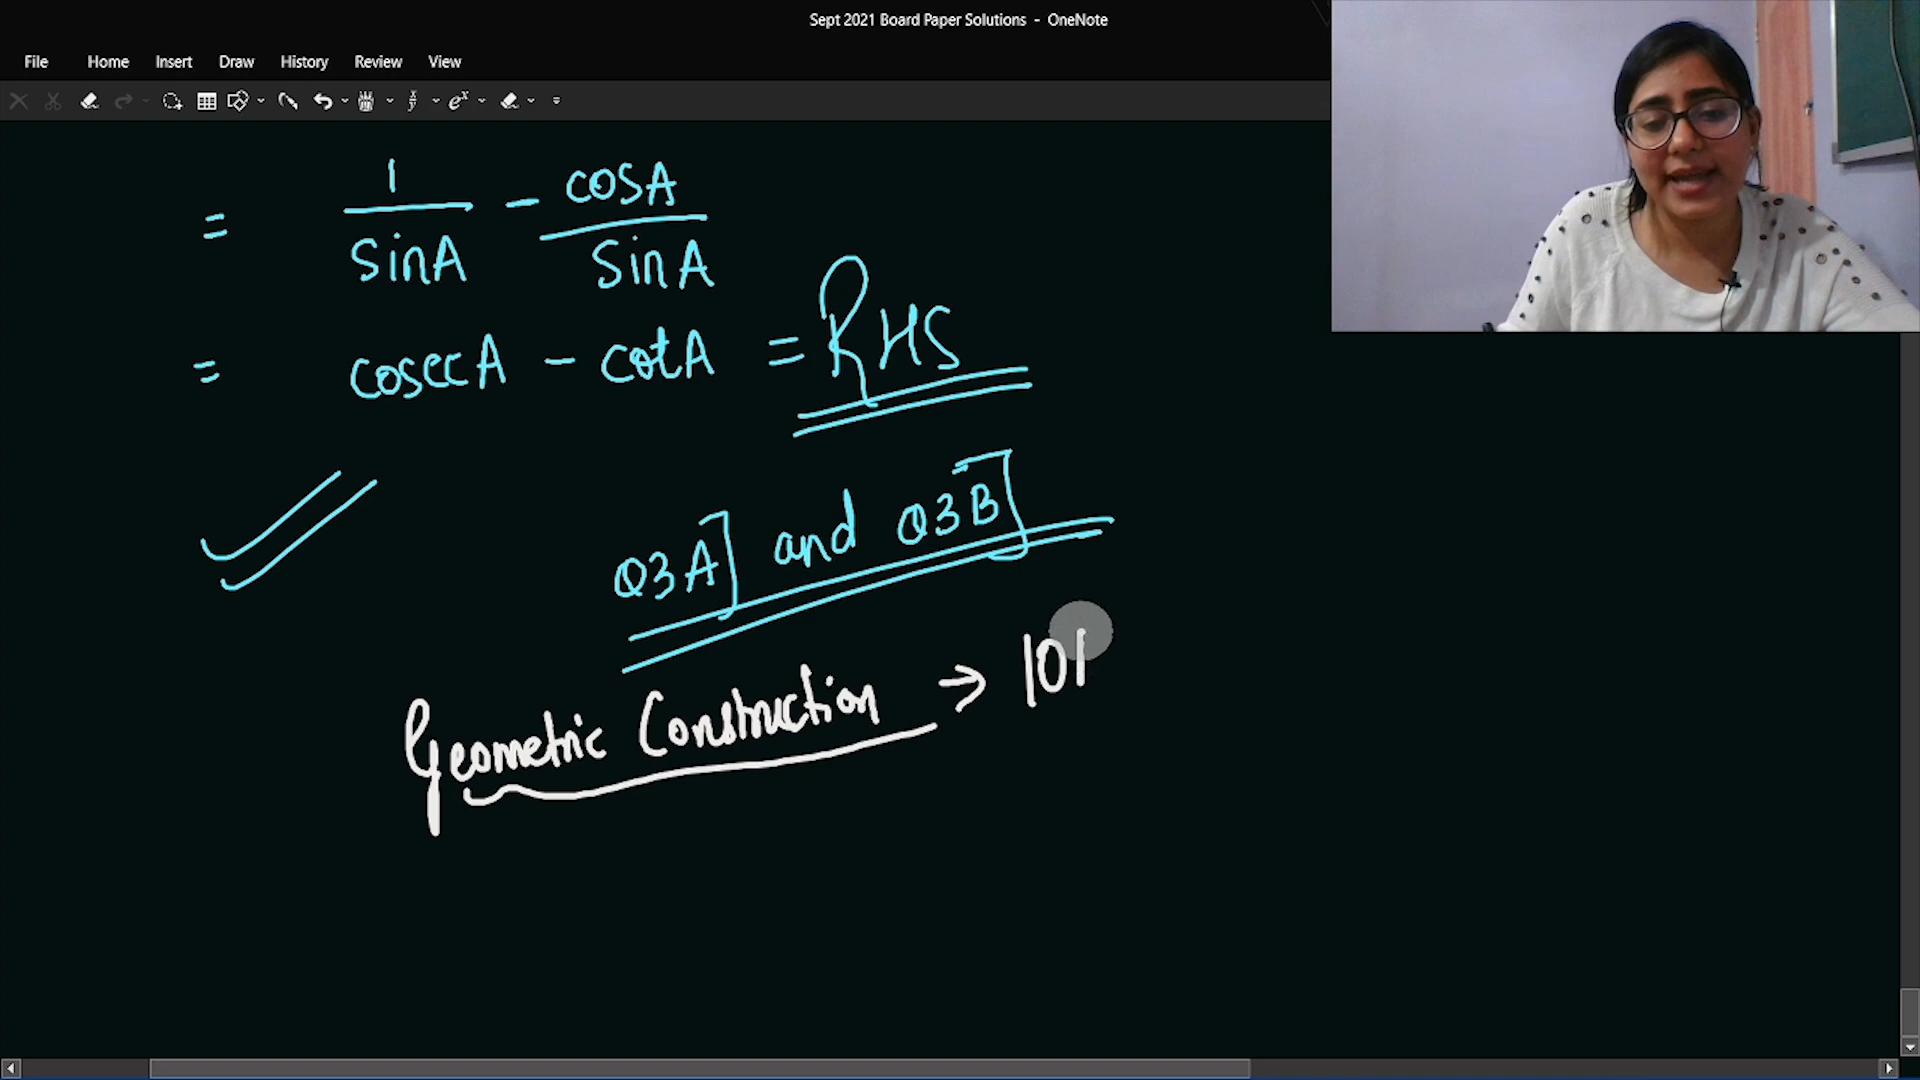 Sept 2021 Board Paper Solutions - OneNote
File Home Insert Draw History Review View
= 1/SinA - cosA/SinA
= cosecA - cotA = RHS
Q3A] and Q3B]
Geometric Construction → 101